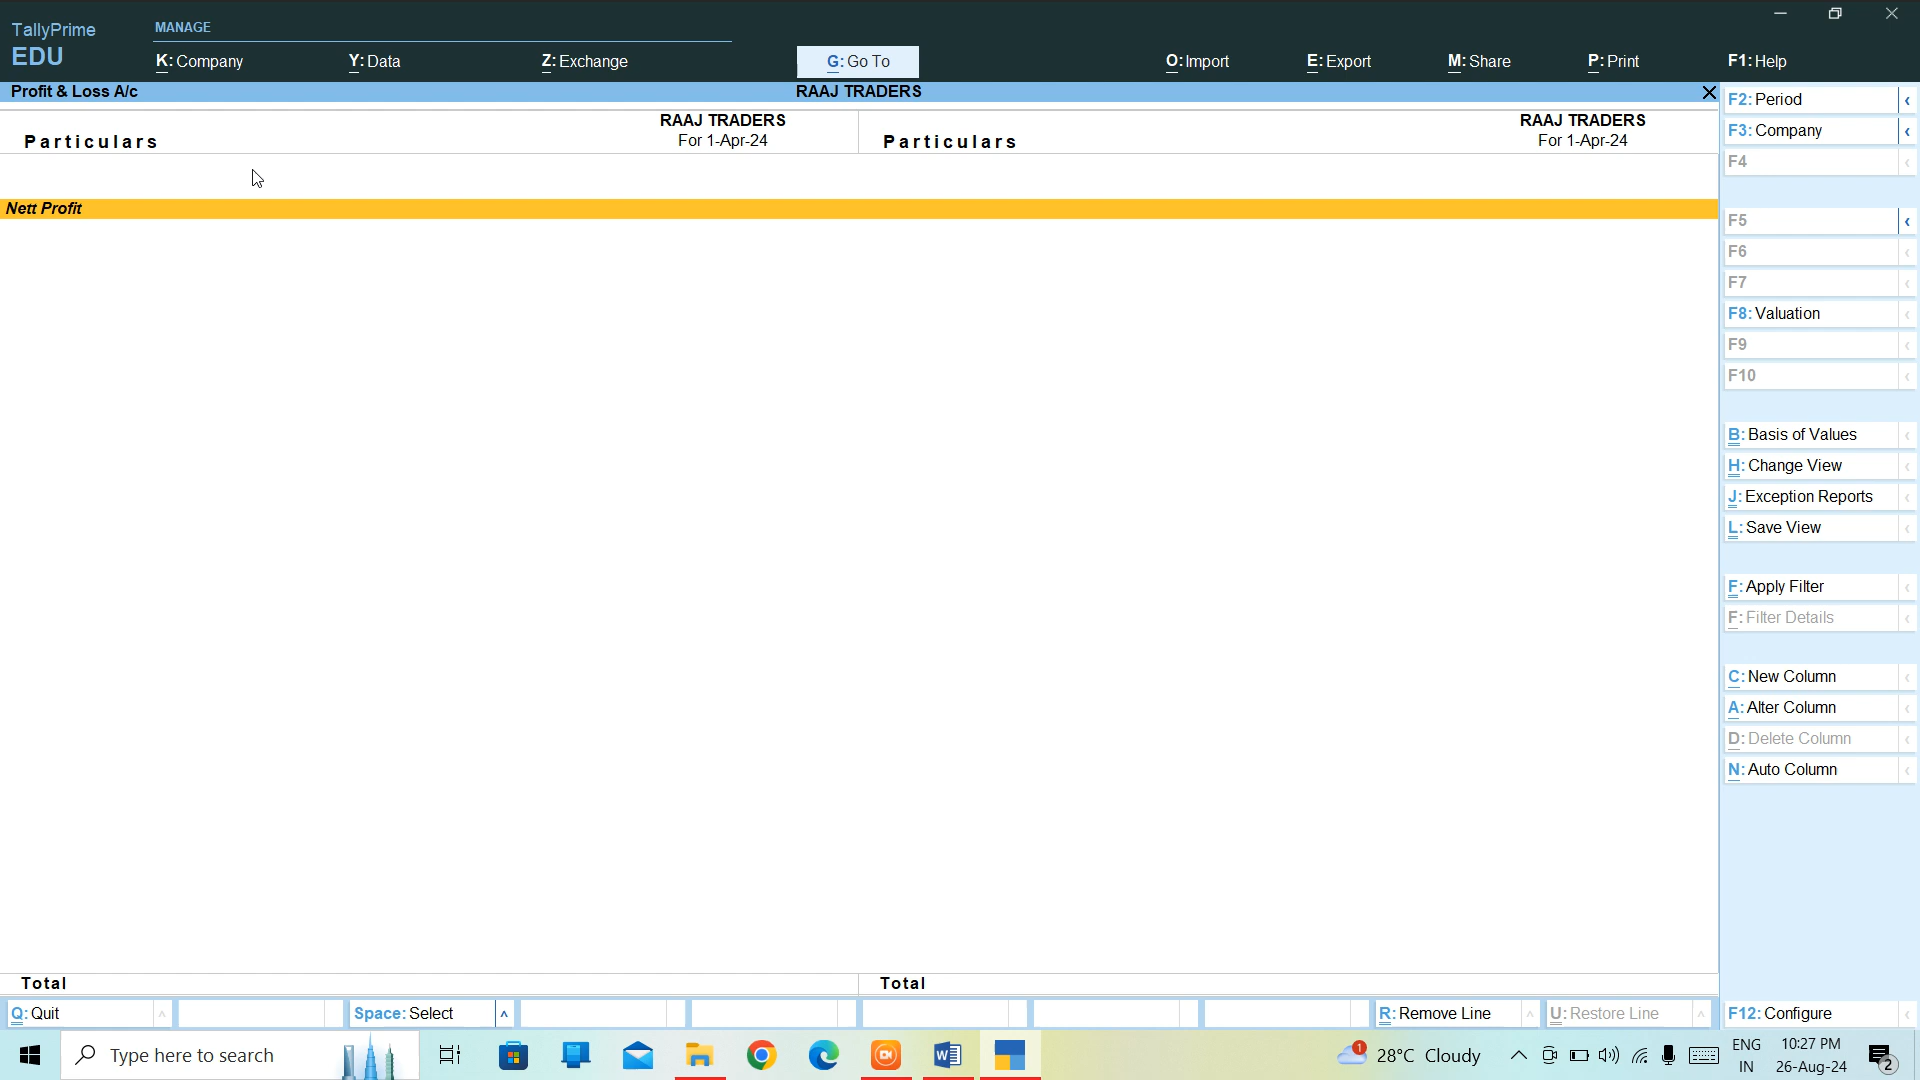 TallyPrime
EDU
MANAGE
K: Company
Y: Data
Z: Exchange
G: Go To
O: Import
E: Export
M: Share
P: Print
F1: Help
Profit & Loss A/c
RAAJ TRADERS
Particulars
RAAJ TRADERS
For 1-Apr-24
Particulars
RAAJ TRADERS
For 1-Apr-24
Nett Profit
Total
Total
F2: Period
F3: Company
F4
F5
F6
F7
F8: Valuation
F9
F10
B: Basis of Values
H: Change View
J: Exception Reports
L: Save View
F: Apply Filter
F: Filter Details
C: New Column
A: Alter Column
D: Delete Column
N: Auto Column
Q: Quit
Space: Select
R: Remove Line
U: Restore Line
F12: Configure
Type here to search
1
28°C Cloudy
ENG
IN
10:27 PM
26-Aug-24
2